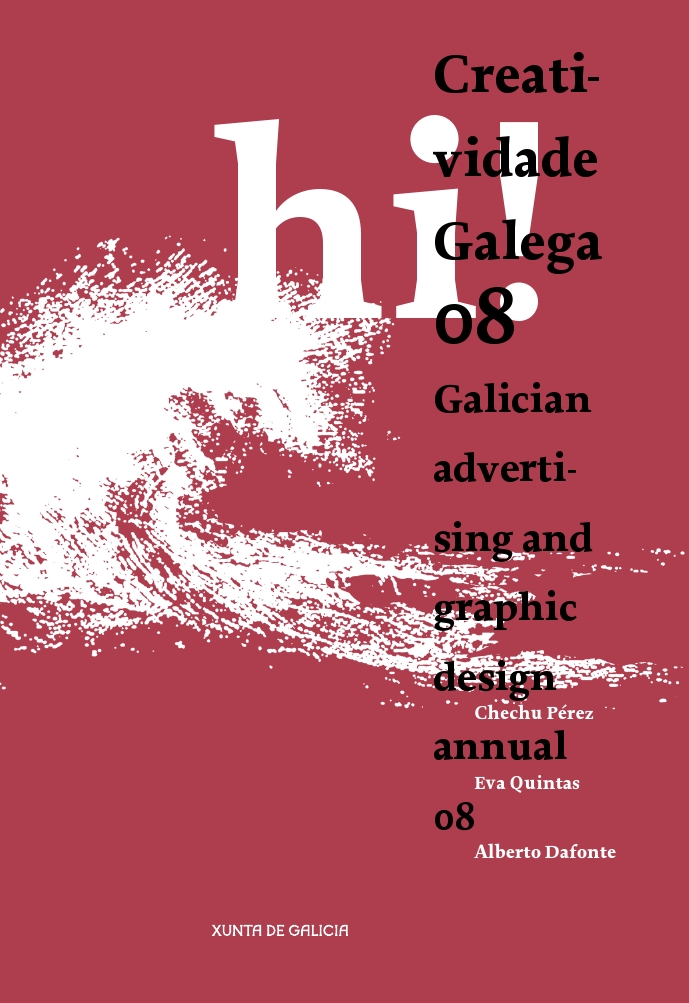 hi!
Creati-
vidade
Galega
08
Galician
adverti-
sing and
graphic
design
Chechu Pérez
annual
Eva Quintas
08
Alberto Dafonte
XUNTA DE GALICIA